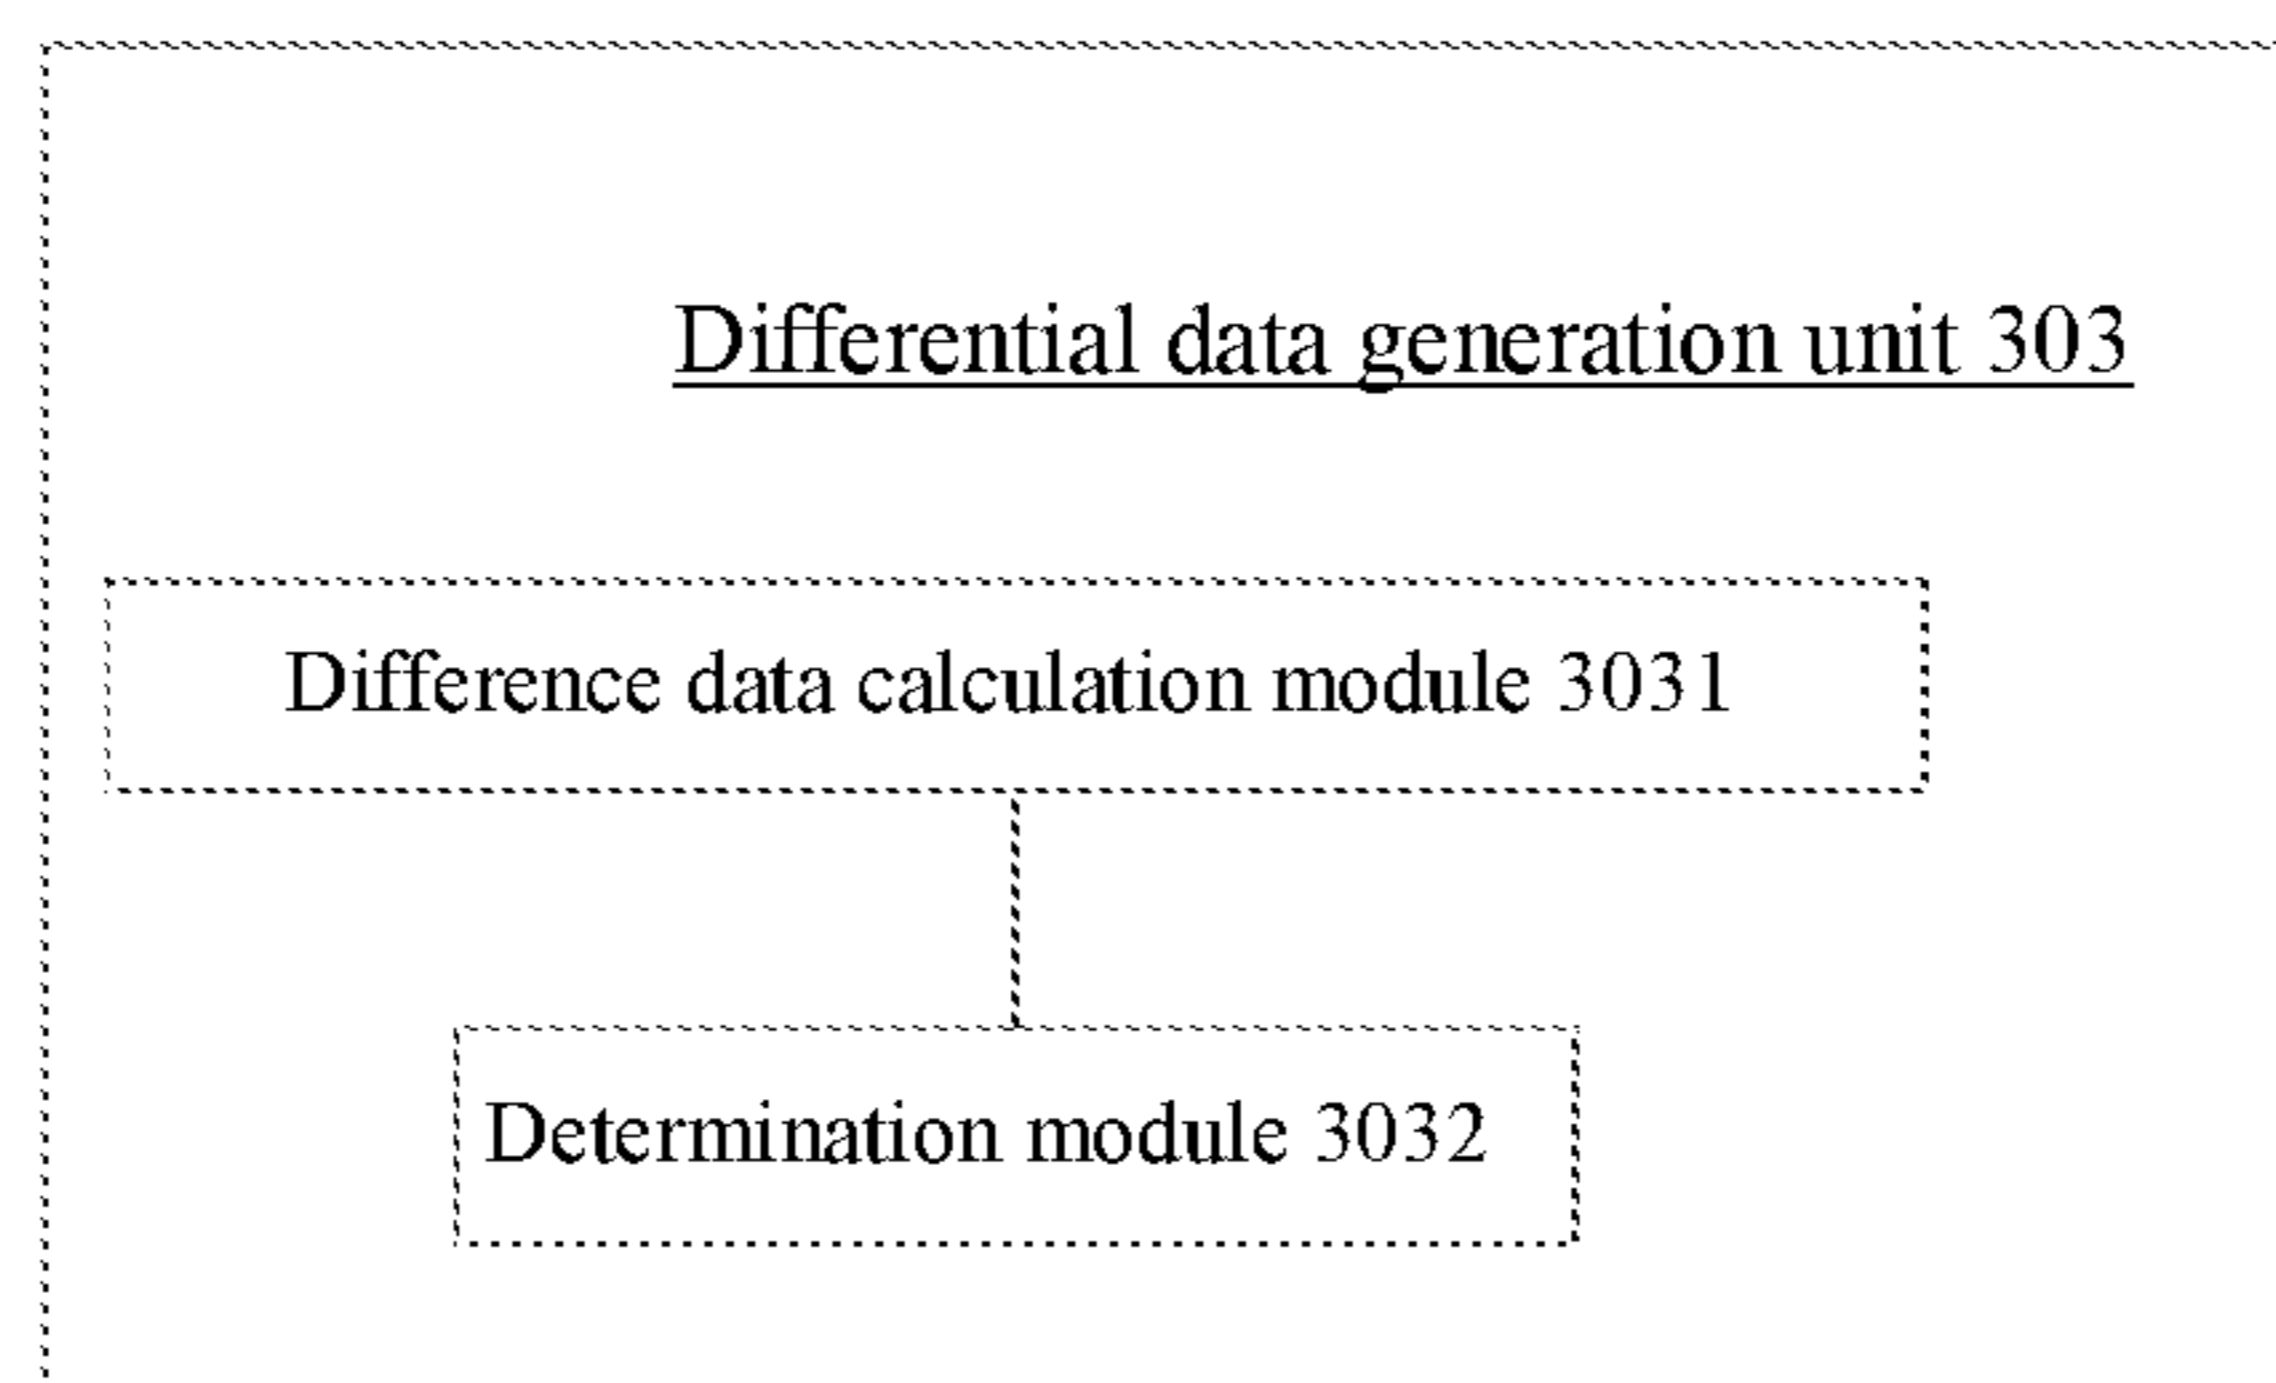 Differential data generation unit 303
Difference data calculation module 3031
Determination module 3032